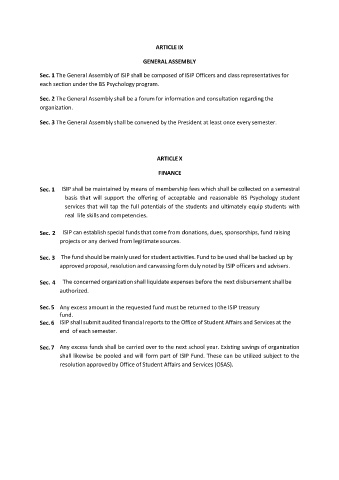 ARTICLE IX
GENERAL ASSEMBLY
Sec. 1 The General Assembly of ISIP shall be composed of ISIP Officers and class representatives for
each section under the BS Psychology program.
Sec. 2 The General Assembly shall be a forum for information and consultation regarding the
organization.
Sec. 3 The General Assembly shall be convened by the President at least once every semester.
ARTICLE X
FINANCE
Sec. 1 ISIP shall be maintained by means of membership fees which shall be collected on a semestral
basis that will support the offering of acceptable and reasonable BS Psychology student
services that will tap the full potentials of the students and ultimately equip students with
real life skills and competencies.
Sec. 2 ISIP can establish special funds that come from donations, dues, sponsorships, fund raising
projects or any derived from legitimate sources.
Sec. 3 The fund should be mainly used for student activities. Fund to be used shall be backed up by
approved proposal, resolution and canvassing form duly noted by ISIP officers and advisers.
Sec. 4 The concerned organization shall liquidate expenses before the next disbursement shall be
authorized.
Sec. 5 Any excess amount in the requested fund must be returned to the ISIP treasury
fund.
Sec. 6 ISIP shall submit audited financial reports to the Office of Student Affairs and Services at the
end of each semester.
Sec. 7 Any excess funds shall be carried over to the next school year. Existing savings of organization
shall likewise be pooled and will form part of ISIP Fund. These can be utilized subject to the
resolution approved by Office of Student Affairs and Services (OSAS).